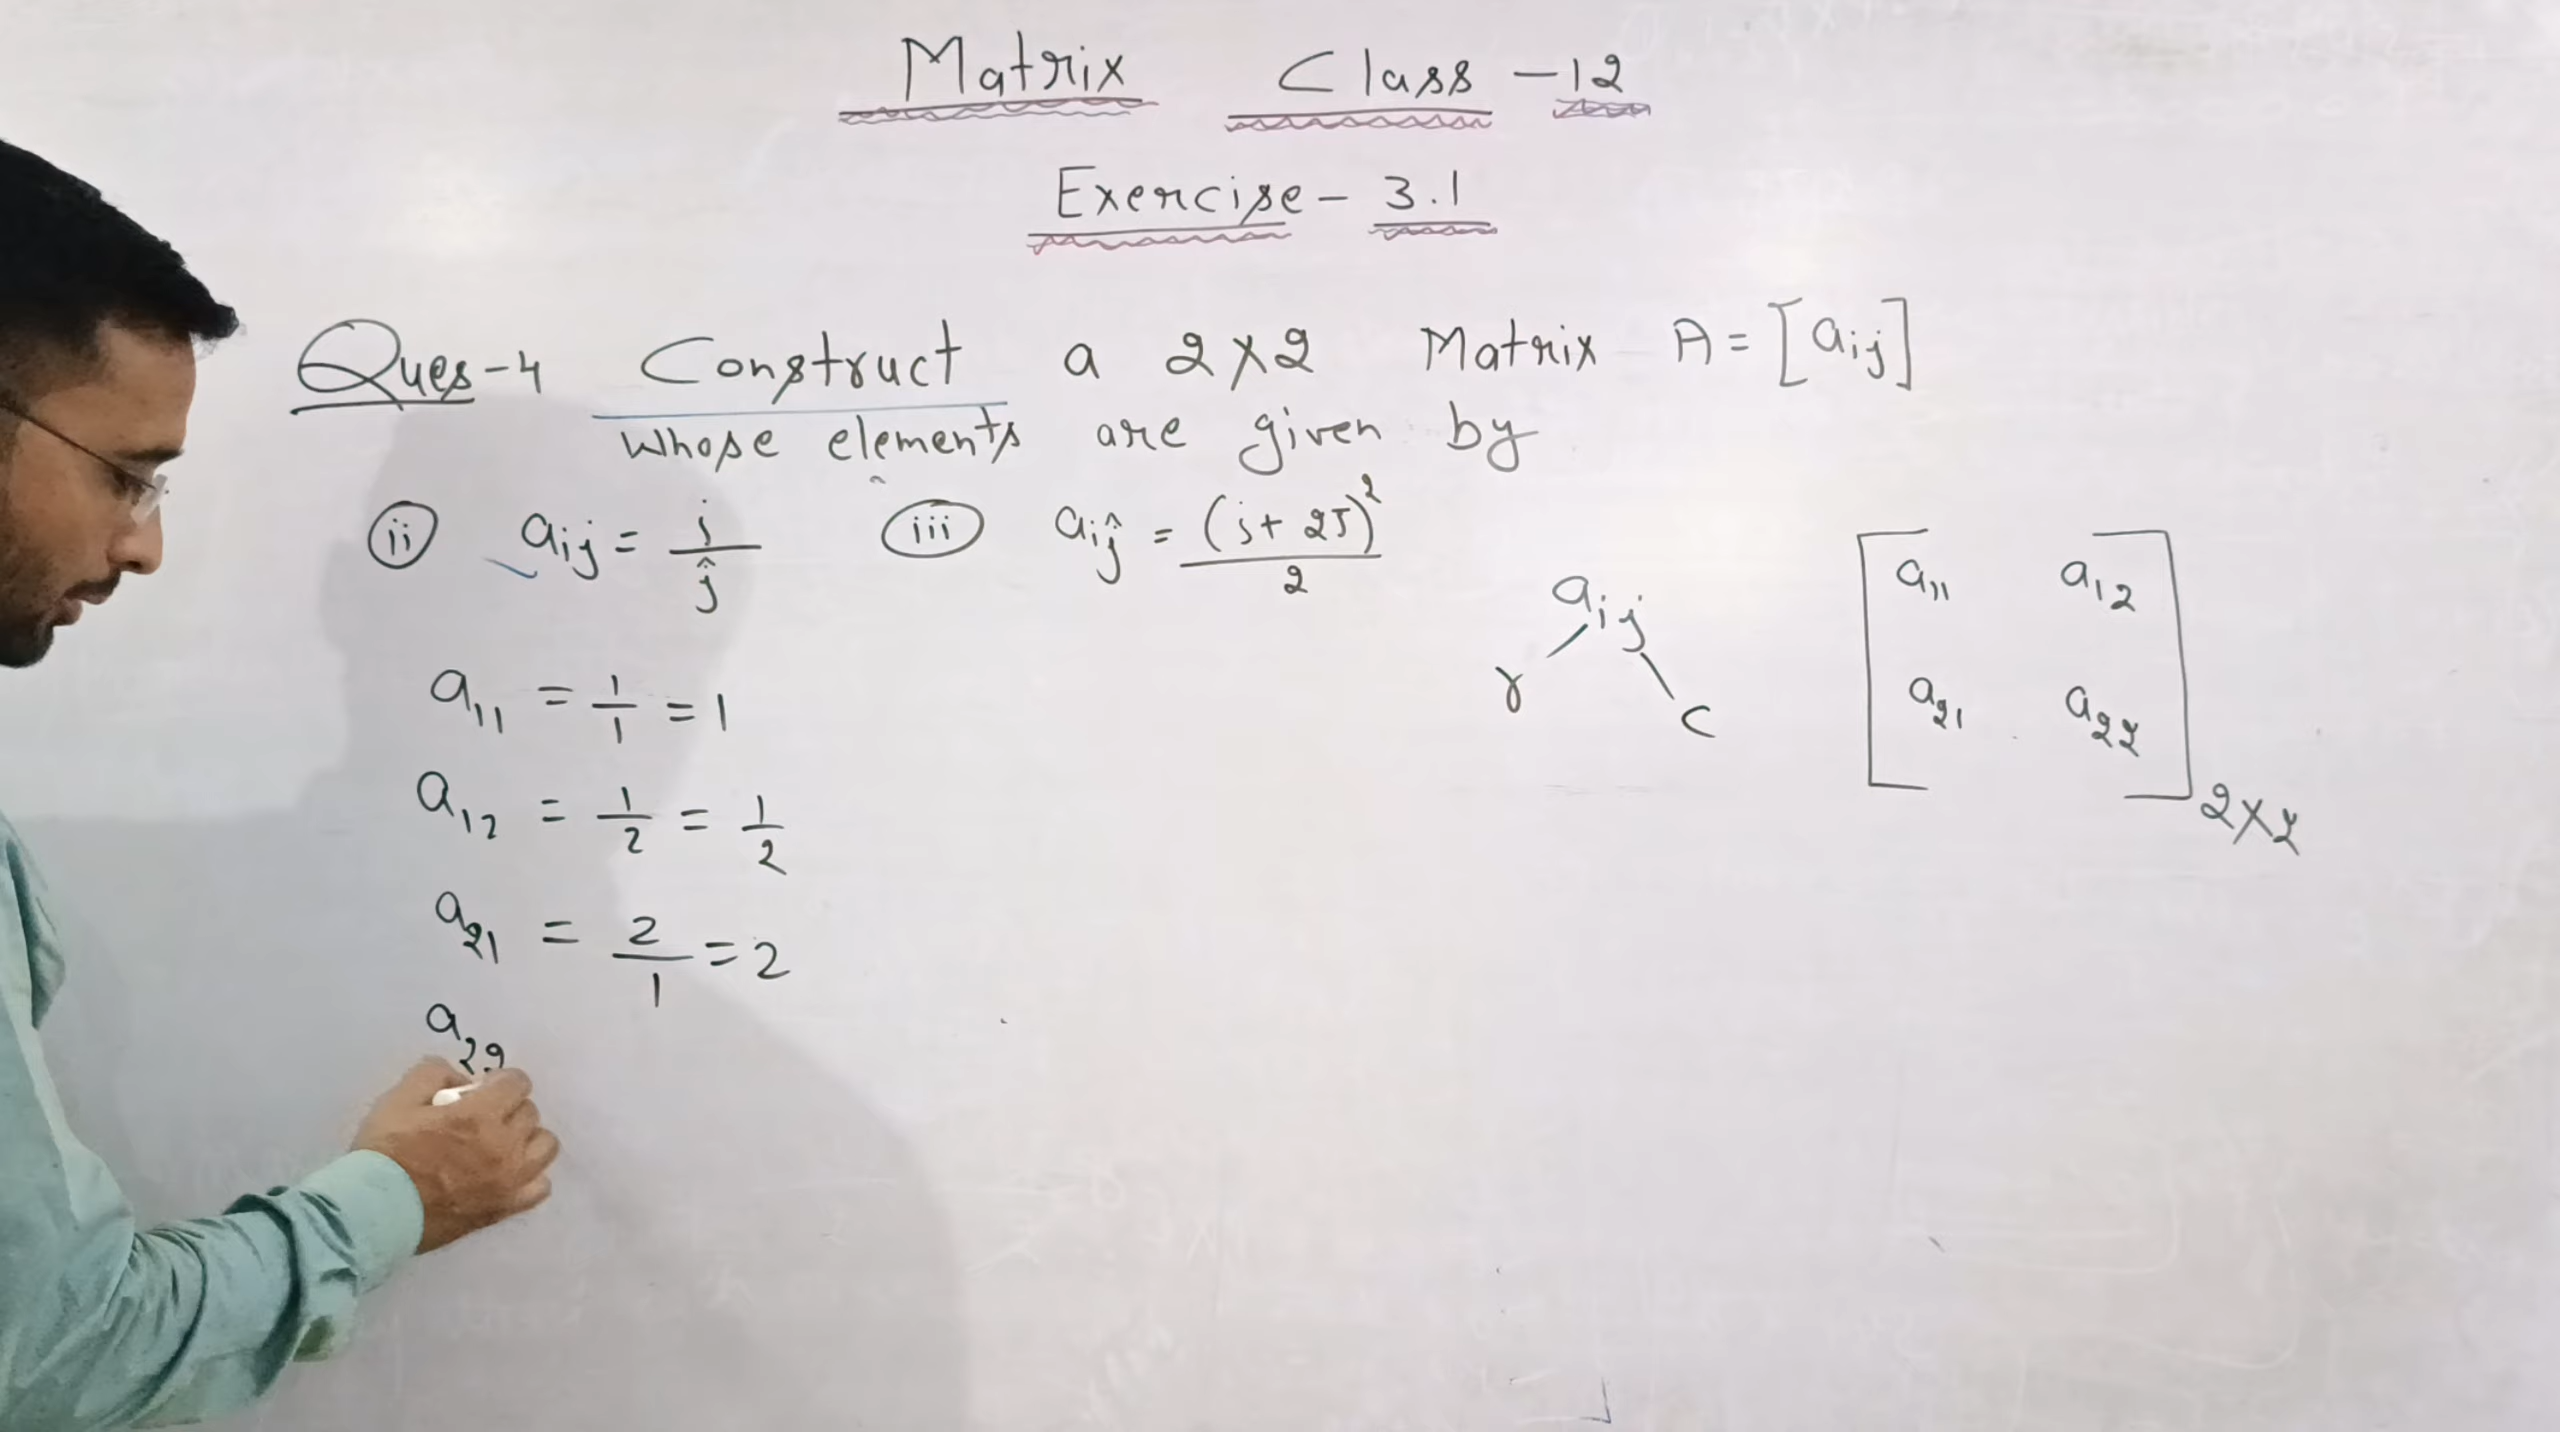 Matrix Class -12
Exercise - 3.1
Ques-4 Construct a 2×2 Matrix A = [aij]
whose elements are given by
(ii) aij = i/j (iii) aij = (i + 2j)²/2
aij
r c
a11 a12
a21 a22
2×2
a11 = 1/1 = 1
a12 = 1/2 = 1/2
a21 = 2/1 = 2
a22